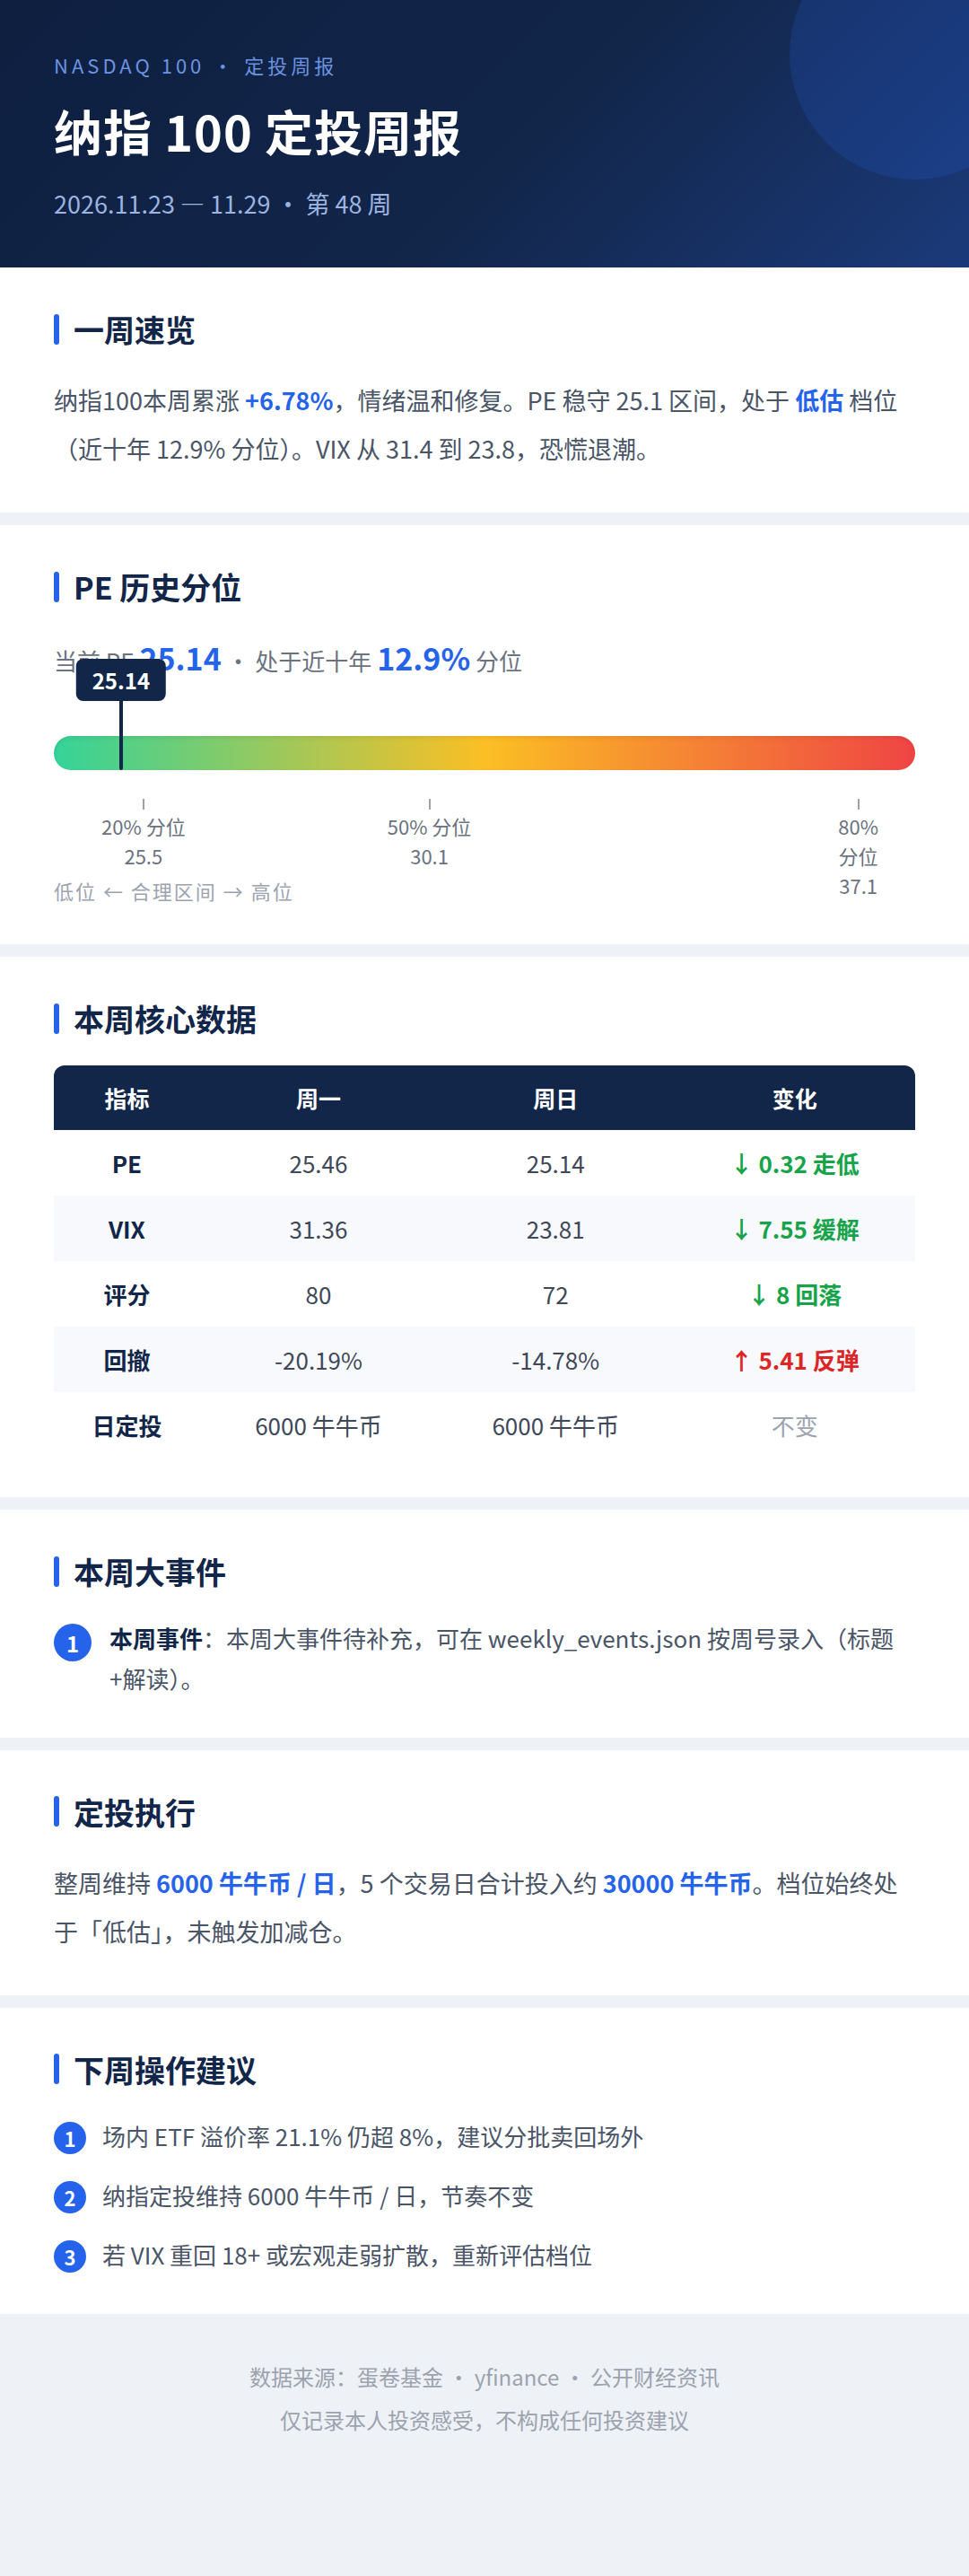 NASDAQ 100 · 定投周报
纳指 100 定投周报
2026.11.23 — 11.29 · 第 48 周
一周速览
纳指100本周累涨 +6.78%，情绪温和修复。PE 稳守 25.1 区间，处于 低估 档位
（近十年 12.9% 分位）。VIX 从 31.4 到 23.8，恐慌退潮。
PE 历史分位
当前 PE 25.14 · 处于近十年 12.9% 分位
25.14
20% 分位
25.5
50% 分位
30.1
80%
分位
37.1
低位 ← 合理区间 → 高位
本周核心数据
指标 周一 周日 变化
PE 25.46 25.14 ↓ 0.32 走低
VIX 31.36 23.81 ↓ 7.55 缓解
评分 80 72 ↓ 8 回落
回撤 -20.19% -14.78% ↑ 5.41 反弹
日定投 6000 牛牛币 6000 牛牛币 不变
本周大事件
1 本周事件：本周大事件待补充，可在 weekly_events.json 按周号录入（标题
+解读）。
定投执行
整周维持 6000 牛牛币 / 日，5 个交易日合计投入约 30000 牛牛币。档位始终处
于「低估」，未触发加减仓。
下周操作建议
1 场内 ETF 溢价率 21.1% 仍超 8%，建议分批卖回场外
2 纳指定投维持 6000 牛牛币 / 日，节奏不变
3 若 VIX 重回 18+ 或宏观走弱扩散，重新评估档位
数据来源：蛋卷基金 · yfinance · 公开财经资讯
仅记录本人投资感受，不构成任何投资建议